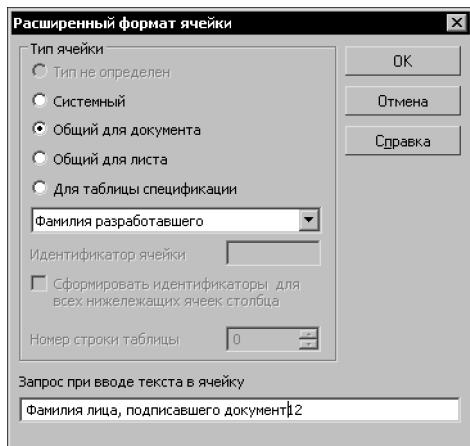 Расширенный формат ячейки
Тип ячейки
Тип не определен
Системный
Общий для документа
Общий для листа
Для таблицы спецификации
Фамилия разработавшего
Идентификатор ячейки
Сформировать идентификаторы для
всех нижележащих ячеек столбца
Номер строки таблицы 0
OK
Отмена
Справка
Запрос при вводе текста в ячейку
Фамилия лица, подписавшего документ12